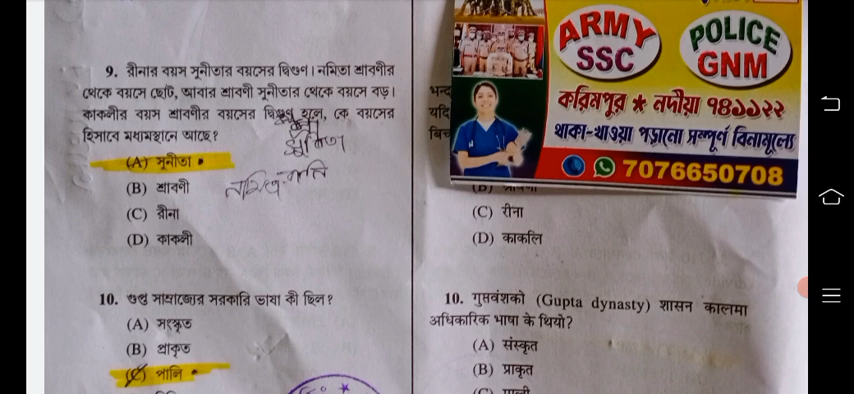 9. রীনার বয়স সুনীতার বয়সের দ্বিগুণ। নমিতা শ্রাবণীর
থেকে বয়সে ছোট, আবার শ্রাবণী সুনীতার থেকে বয়সে বড়।
কাকলীর বয়স শ্রাবণীর বয়সের দ্বিগুণ হলে, কে বয়সের
হিসাবে মধ্যমস্থানে আছে?
(A) সুনীতা
(B) শ্রাবণী
(C) রীনা
(D) কাকলী
10. গুপ্ত সাম্রাজ্যের সরকারি ভাষা কী ছিল?
(A) সংস্কৃত
(B) প্রাকৃত
(C) পালি
ARMY
SSC
POLICE
GNM
করিমপুর * নদীয়া ৭৪১১২২
থাকা-খাওয়া পড়ানো সম্পূর্ণ বিনামূল্যে
7076650708
(C) रीना
(D) काकलि
10. गुप्तवंशको (Gupta dynasty) शासन कालमा
अधिकारिक भाषा के थियो?
(A) संस्कृत
(B) प्राकृत